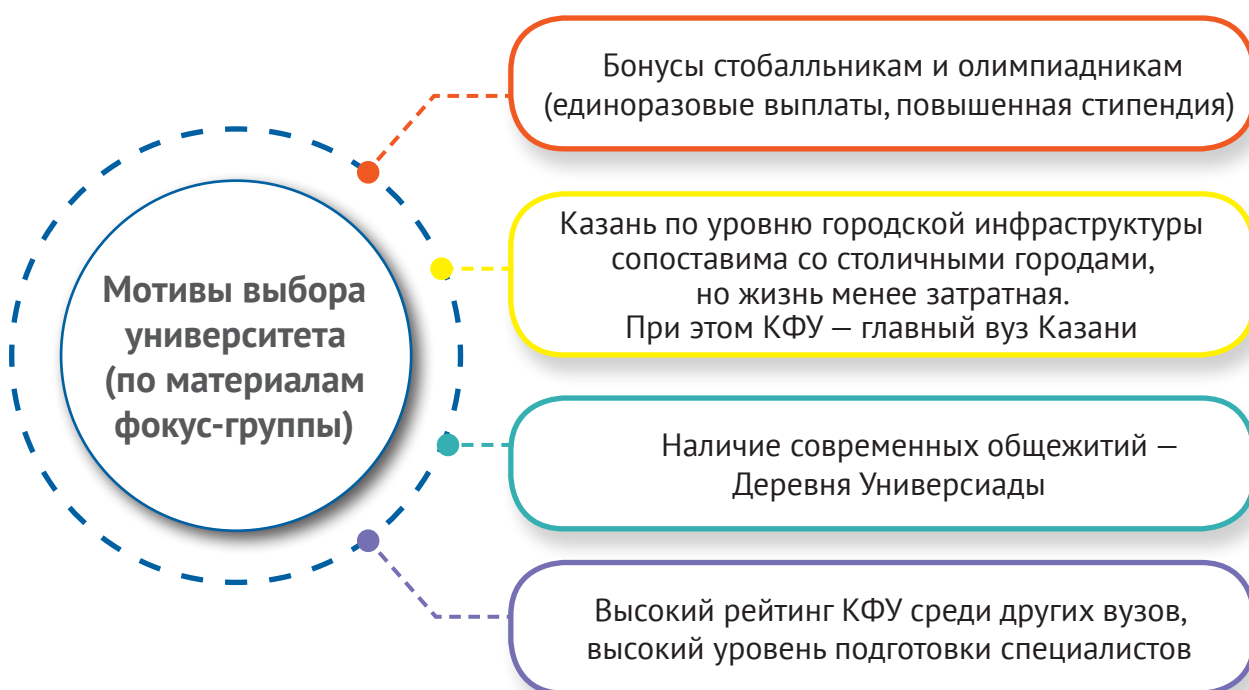 Бонусы стобалльникам и олимпиадникам
(единоразовые выплаты, повышенная стипендия)
Казань по уровню городской инфраструктуры
сопоставима со столичными городами,
но жизнь менее затратная.
При этом КФУ — главный вуз Казани
Мотивы выбора
университета
(по материалам
фокус-группы)
Наличие современных общежитий —
Деревня Универсиады
Высокий рейтинг КФУ среди других вузов,
высокий уровень подготовки специалистов